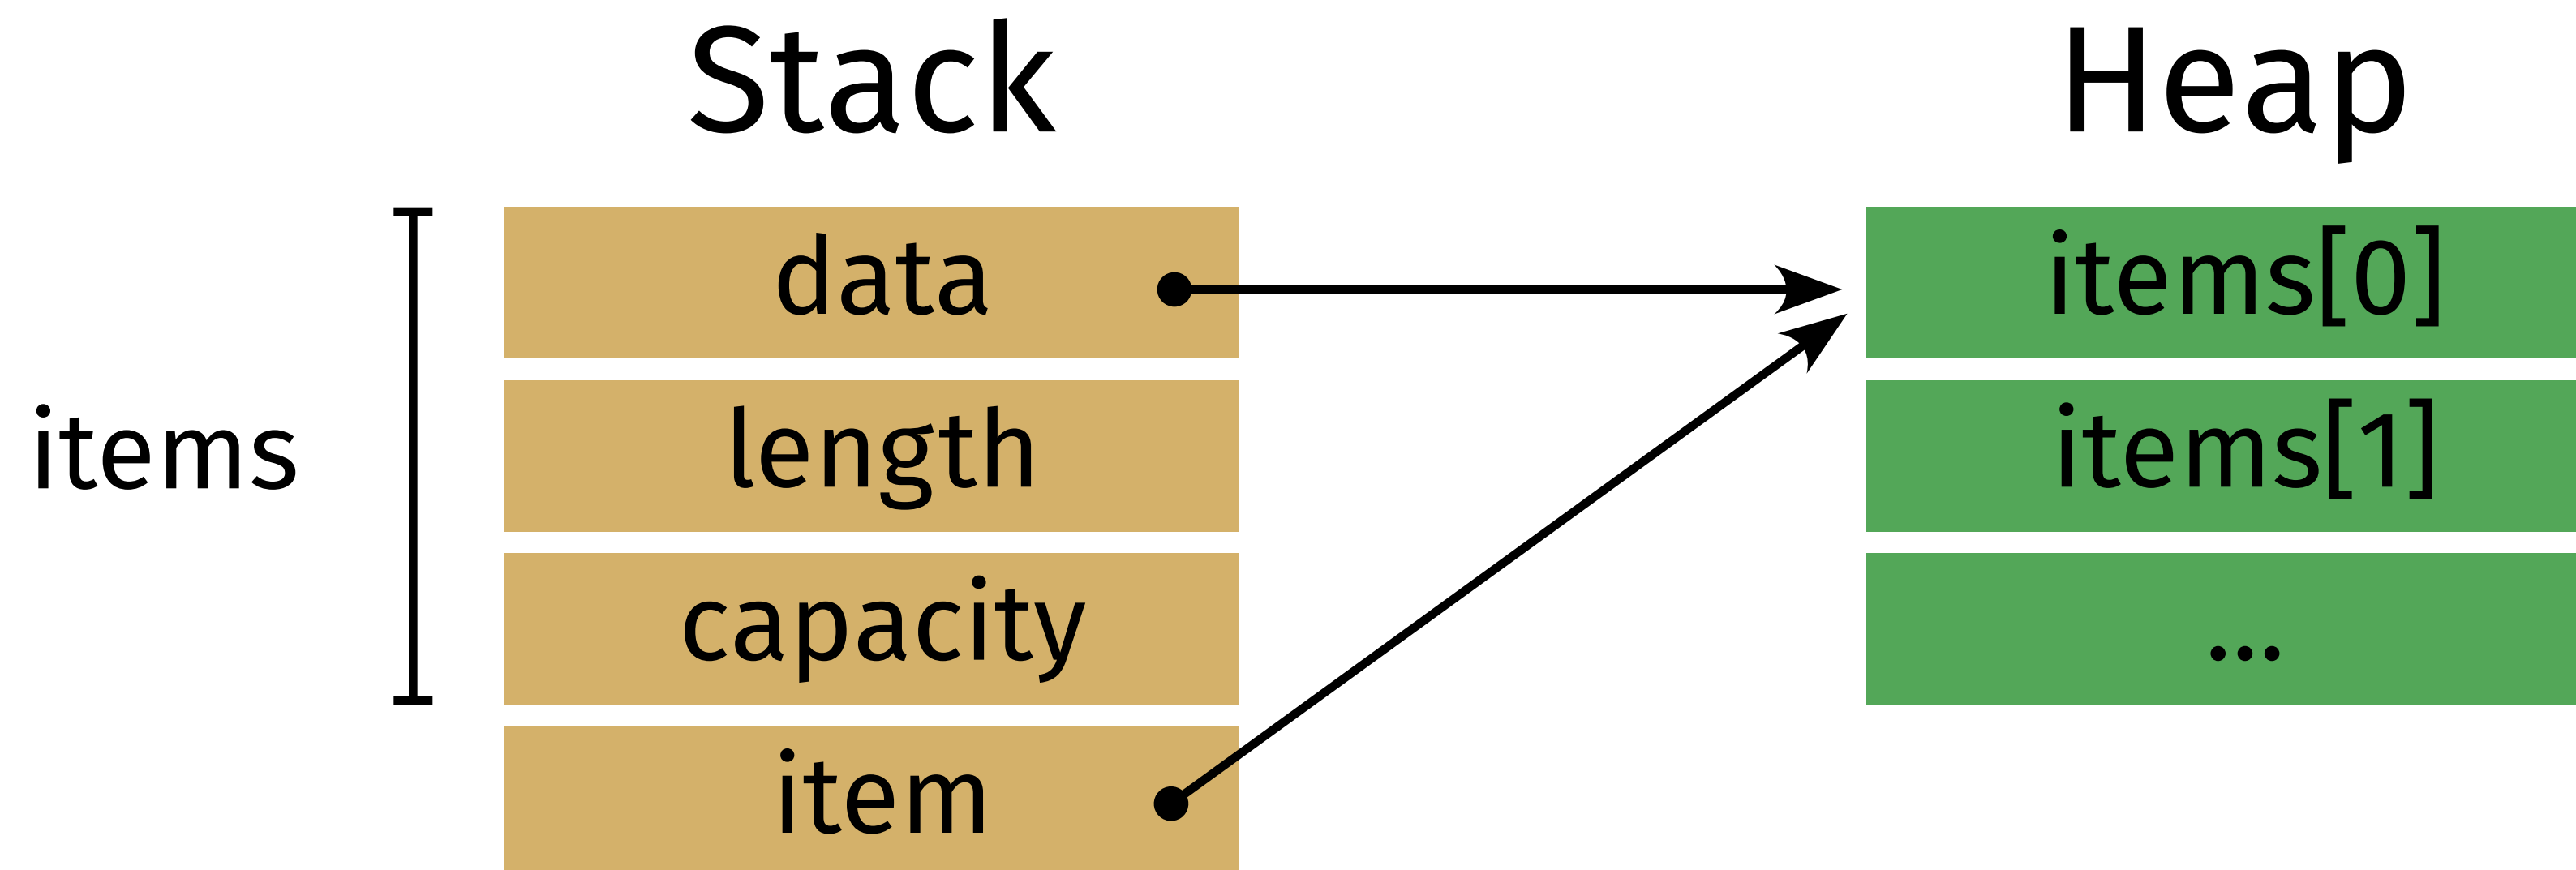 Stack
Heap
data
items[0]
items
length
items[1]
capacity
...
item